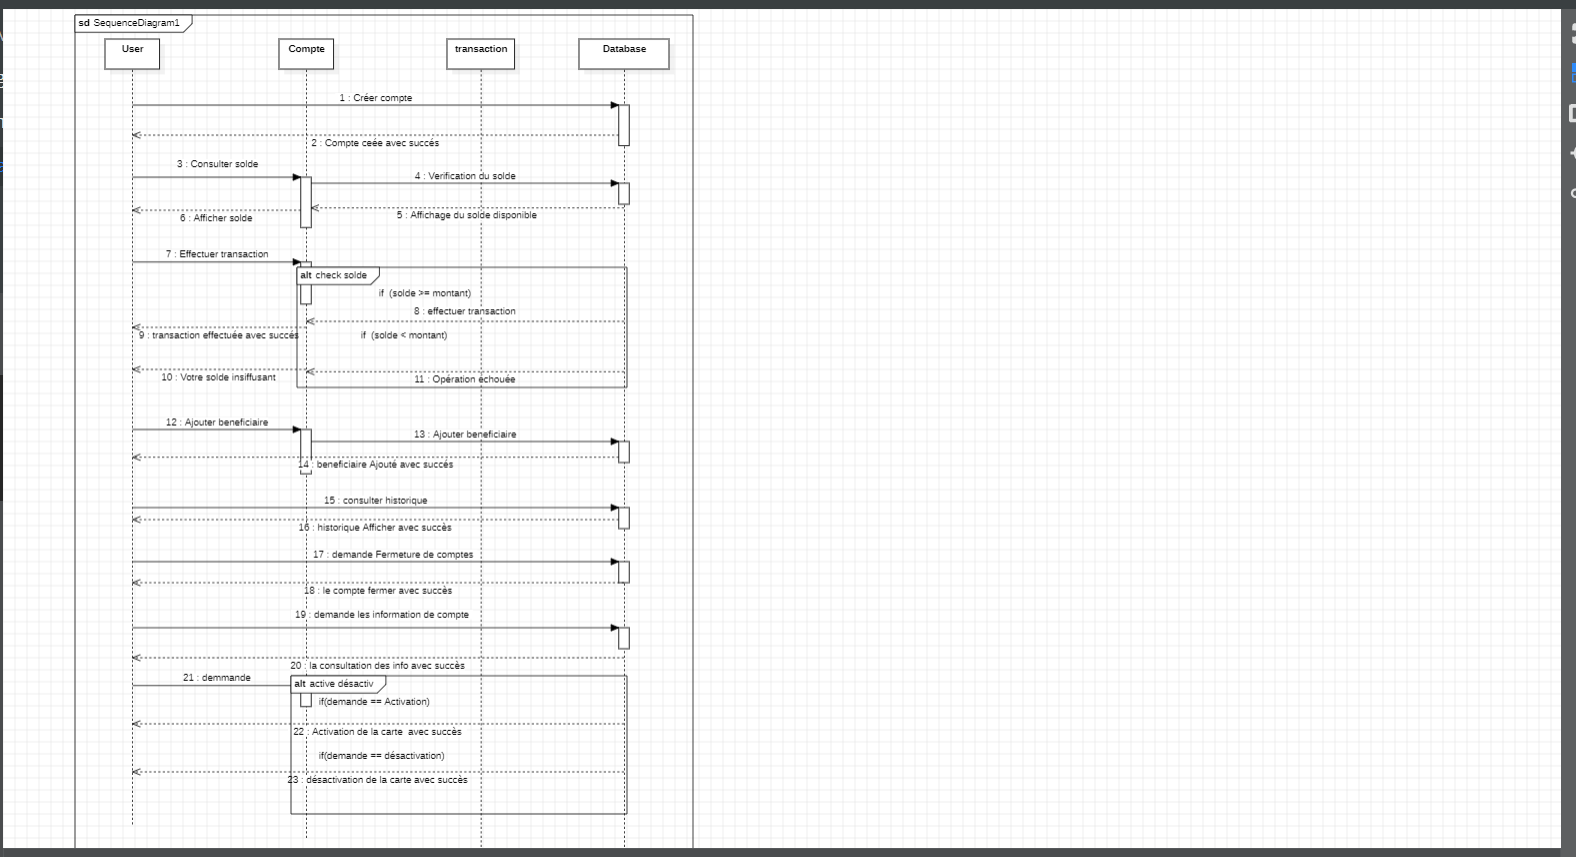 sd SequenceDiagram1
User
Compte
transaction
Database
1 : Créer compte
2 : Compte ceée avec succés
3 : Consulter solde
4 : Verification du solde
5 : Affichage du solde disponible
6 : Afficher solde
7 : Effectuer transaction
alt check solde
if (solde >= montant)
8 : effectuer transaction
9 : transaction effectuée avec succés
if (solde < montant)
10 : Votre solde insiffusant
11 : Opération échouée
12 : Ajouter beneficiaire
13 : Ajouter beneficiaire
14 : beneficiaire Ajouté avec succès
15 : consulter historique
16 : historique Afficher avec succès
17 : demande Fermeture de comptes
18 : le compte fermer avec succès
19 : demande les information de compte
20 : la consultation des info avec succès
21 : demmande
alt active désactiv
if(demande == Activation)
22 : Activation de la carte avec succès
if(demande == désactivation)
23 : désactivation de la carte avec succès